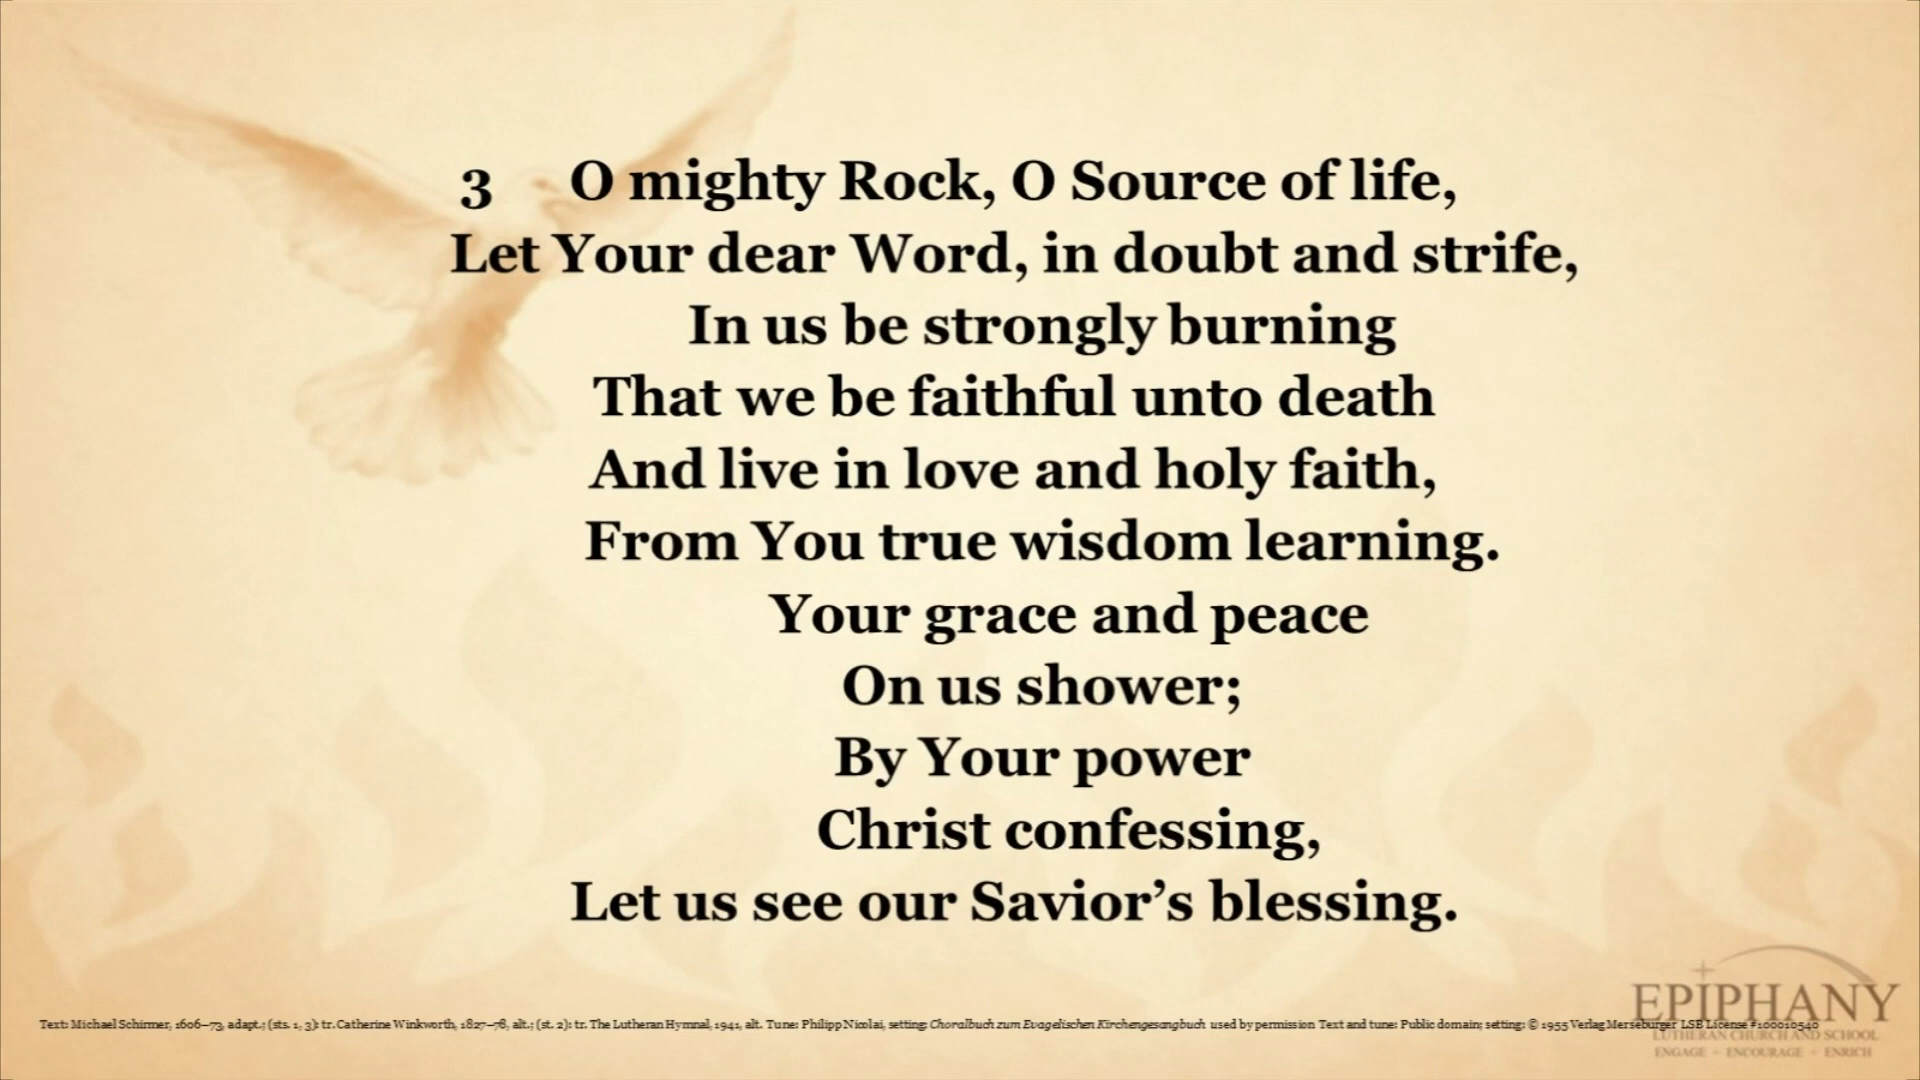 3 O mighty Rock, O Source of life,
Let Your dear Word, in doubt and strife,
In us be strongly burning
That we be faithful unto death
And live in love and holy faith,
From You true wisdom learning.
Your grace and peace
On us shower;
By Your power
Christ confessing,
Let us see our Savior’s blessing.
Text: Michael Schirmer, 1606–73, adapt.; (sts. 1, 3): tr. Catherine Winkworth, 1827–78, alt.; (st. 2): tr. The Lutheran Hymnal, 1941, alt. Tune: Philipp Nicolai, setting: Choralbuch zum Evagelischen Kirchengesangbuch used by permission Text and tune: Public domain; setting: © 1955 Verlag Merseburger LSB License #100010540
EPIPHANY
LUTHERAN CHURCH AND SCHOOL
ENGAGE - ENCOURAGE - ENRICH